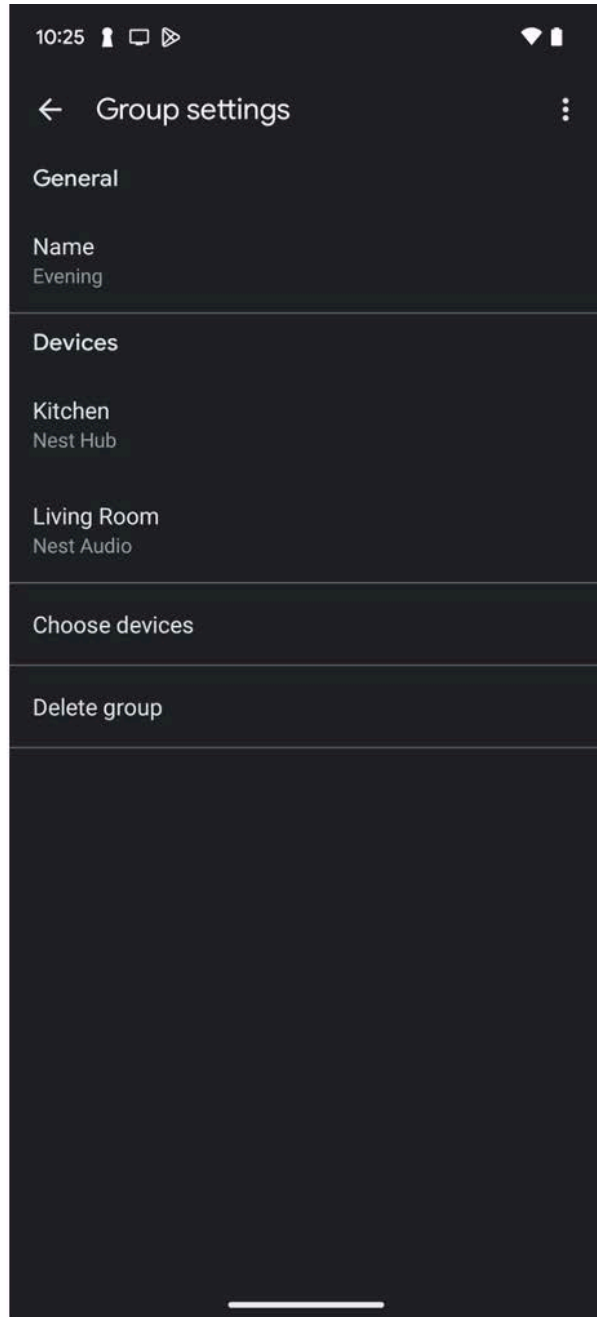 10:25
Group settings
General
Name
Evening
Devices
Kitchen
Nest Hub
Living Room
Nest Audio
Choose devices
Delete group